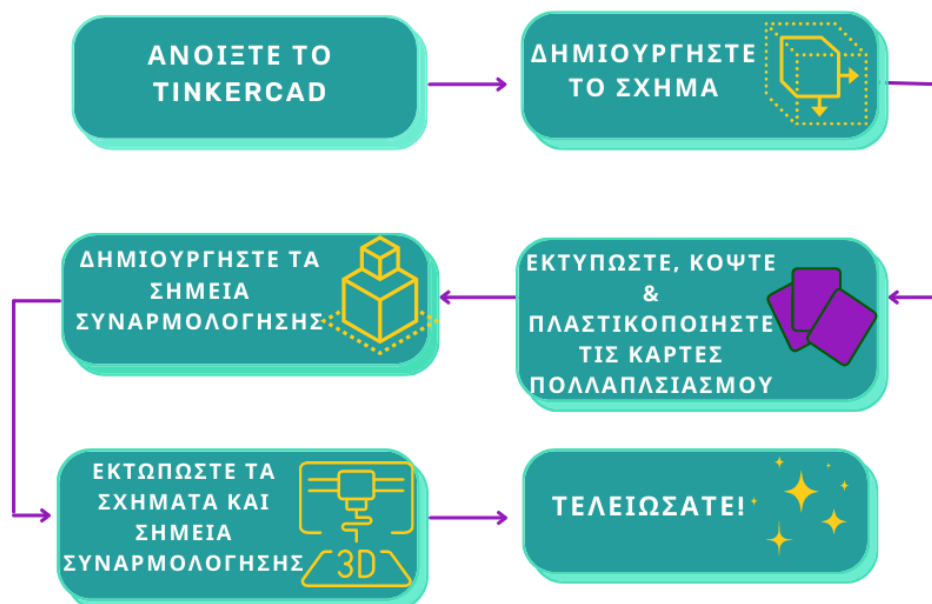 ΑΝΟΙΞΤΕ ΤΟ
TINKERCAD
ΔΗΜΙΟΥΡΓΗΣΤΕ
ΤΟ ΣΧΗΜΑ
ΕΚΤΥΠΩΣΤΕ, ΚΟΨΤΕ
&
ΠΛΑΣΤΙΚΟΠΟΙΗΣΤΕ
ΤΙΣ ΚΑΡΤΕΣ
ΠΟΛΛΑΠΛΣΙΑΣΜΟΥ
ΔΗΜΙΟΥΡΓΗΣΤΕ ΤΑ
ΣΗΜΕΙΑ
ΣΥΝΑΡΜΟΛΟΓΗΣΗΣ
ΕΚΤΩΠΩΣΤΕ ΤΑ
ΣΧΗΜΑΤΑ ΚΑΙ
ΣΗΜΕΙΑ
ΣΥΝΑΡΜΟΛΟΓΗΣΗΣ
3D
ΤΕΛΕΙΩΣΑΤΕ!